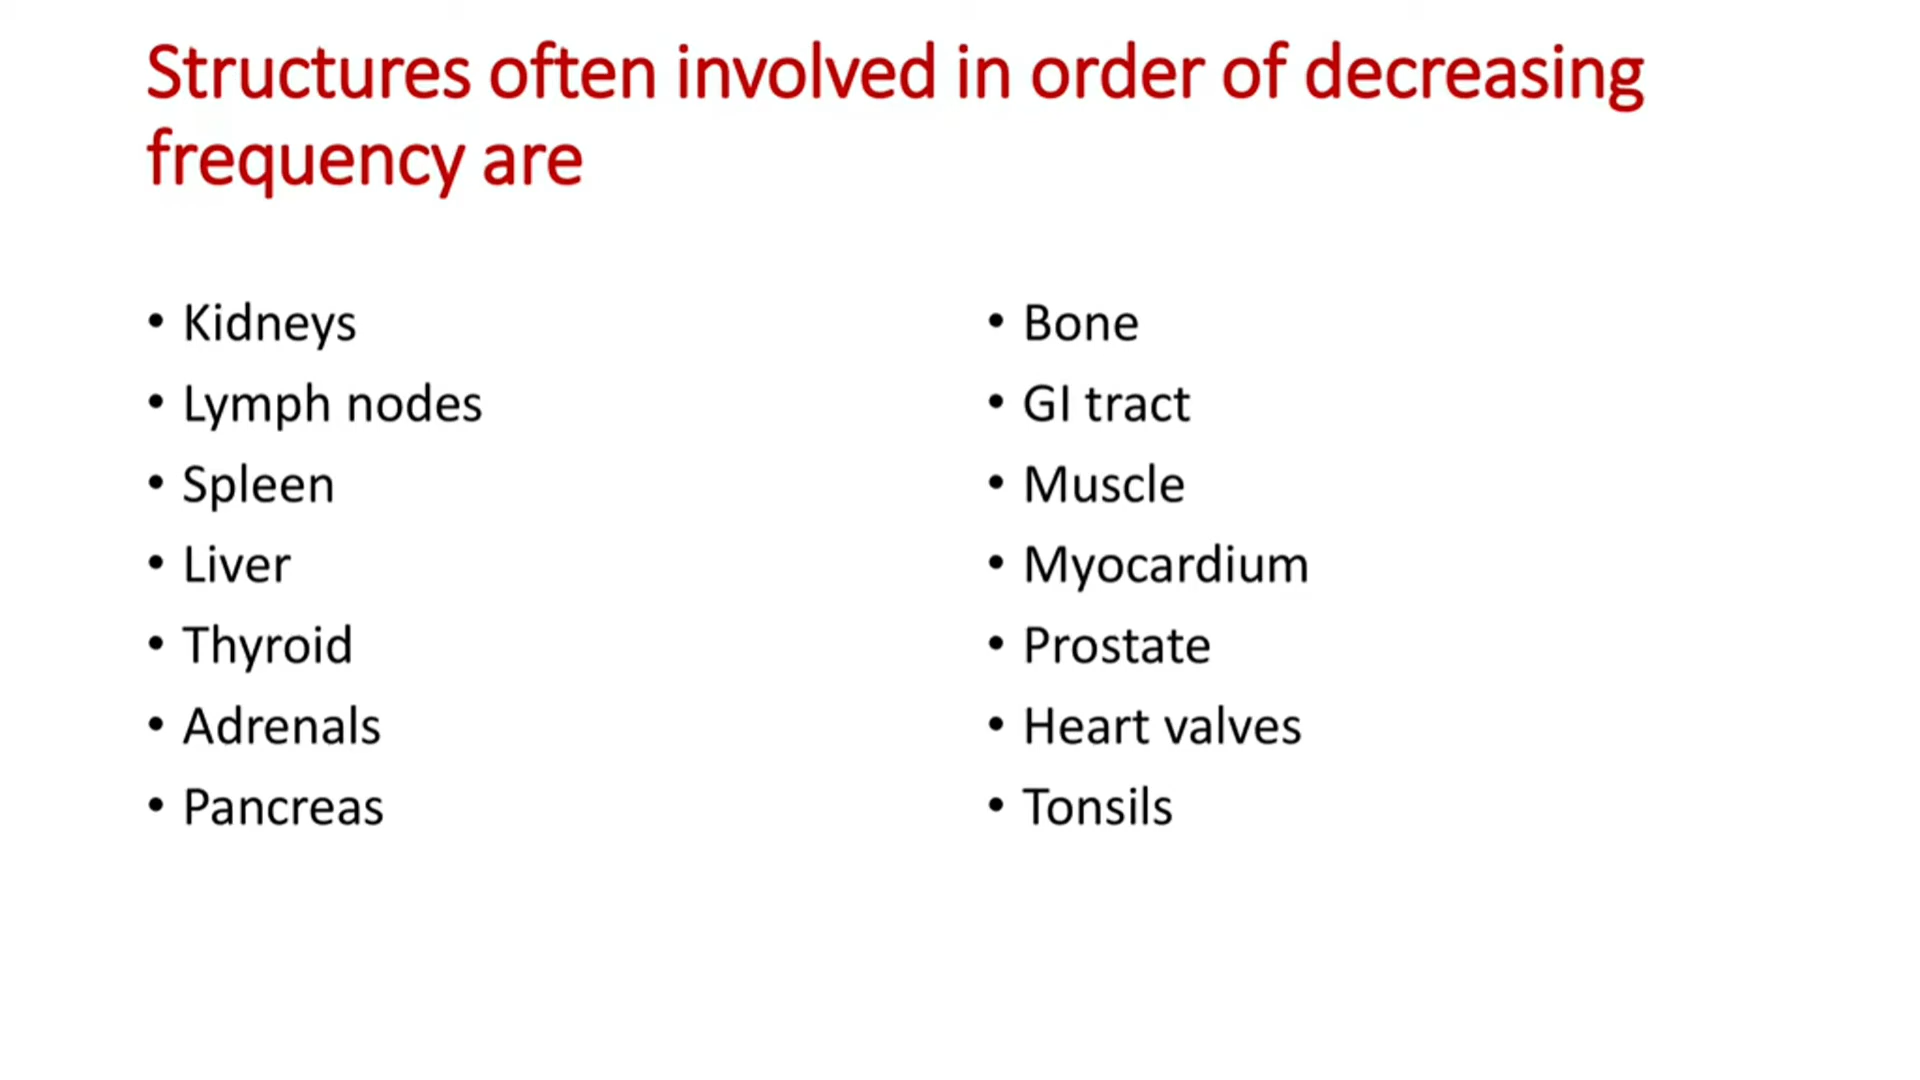 Structures often involved in order of decreasing
frequency are
• Kidneys
• Lymph nodes
• Spleen
• Liver
• Thyroid
• Adrenals
• Pancreas
• Bone
• GI tract
• Muscle
• Myocardium
• Prostate
• Heart valves
• Tonsils